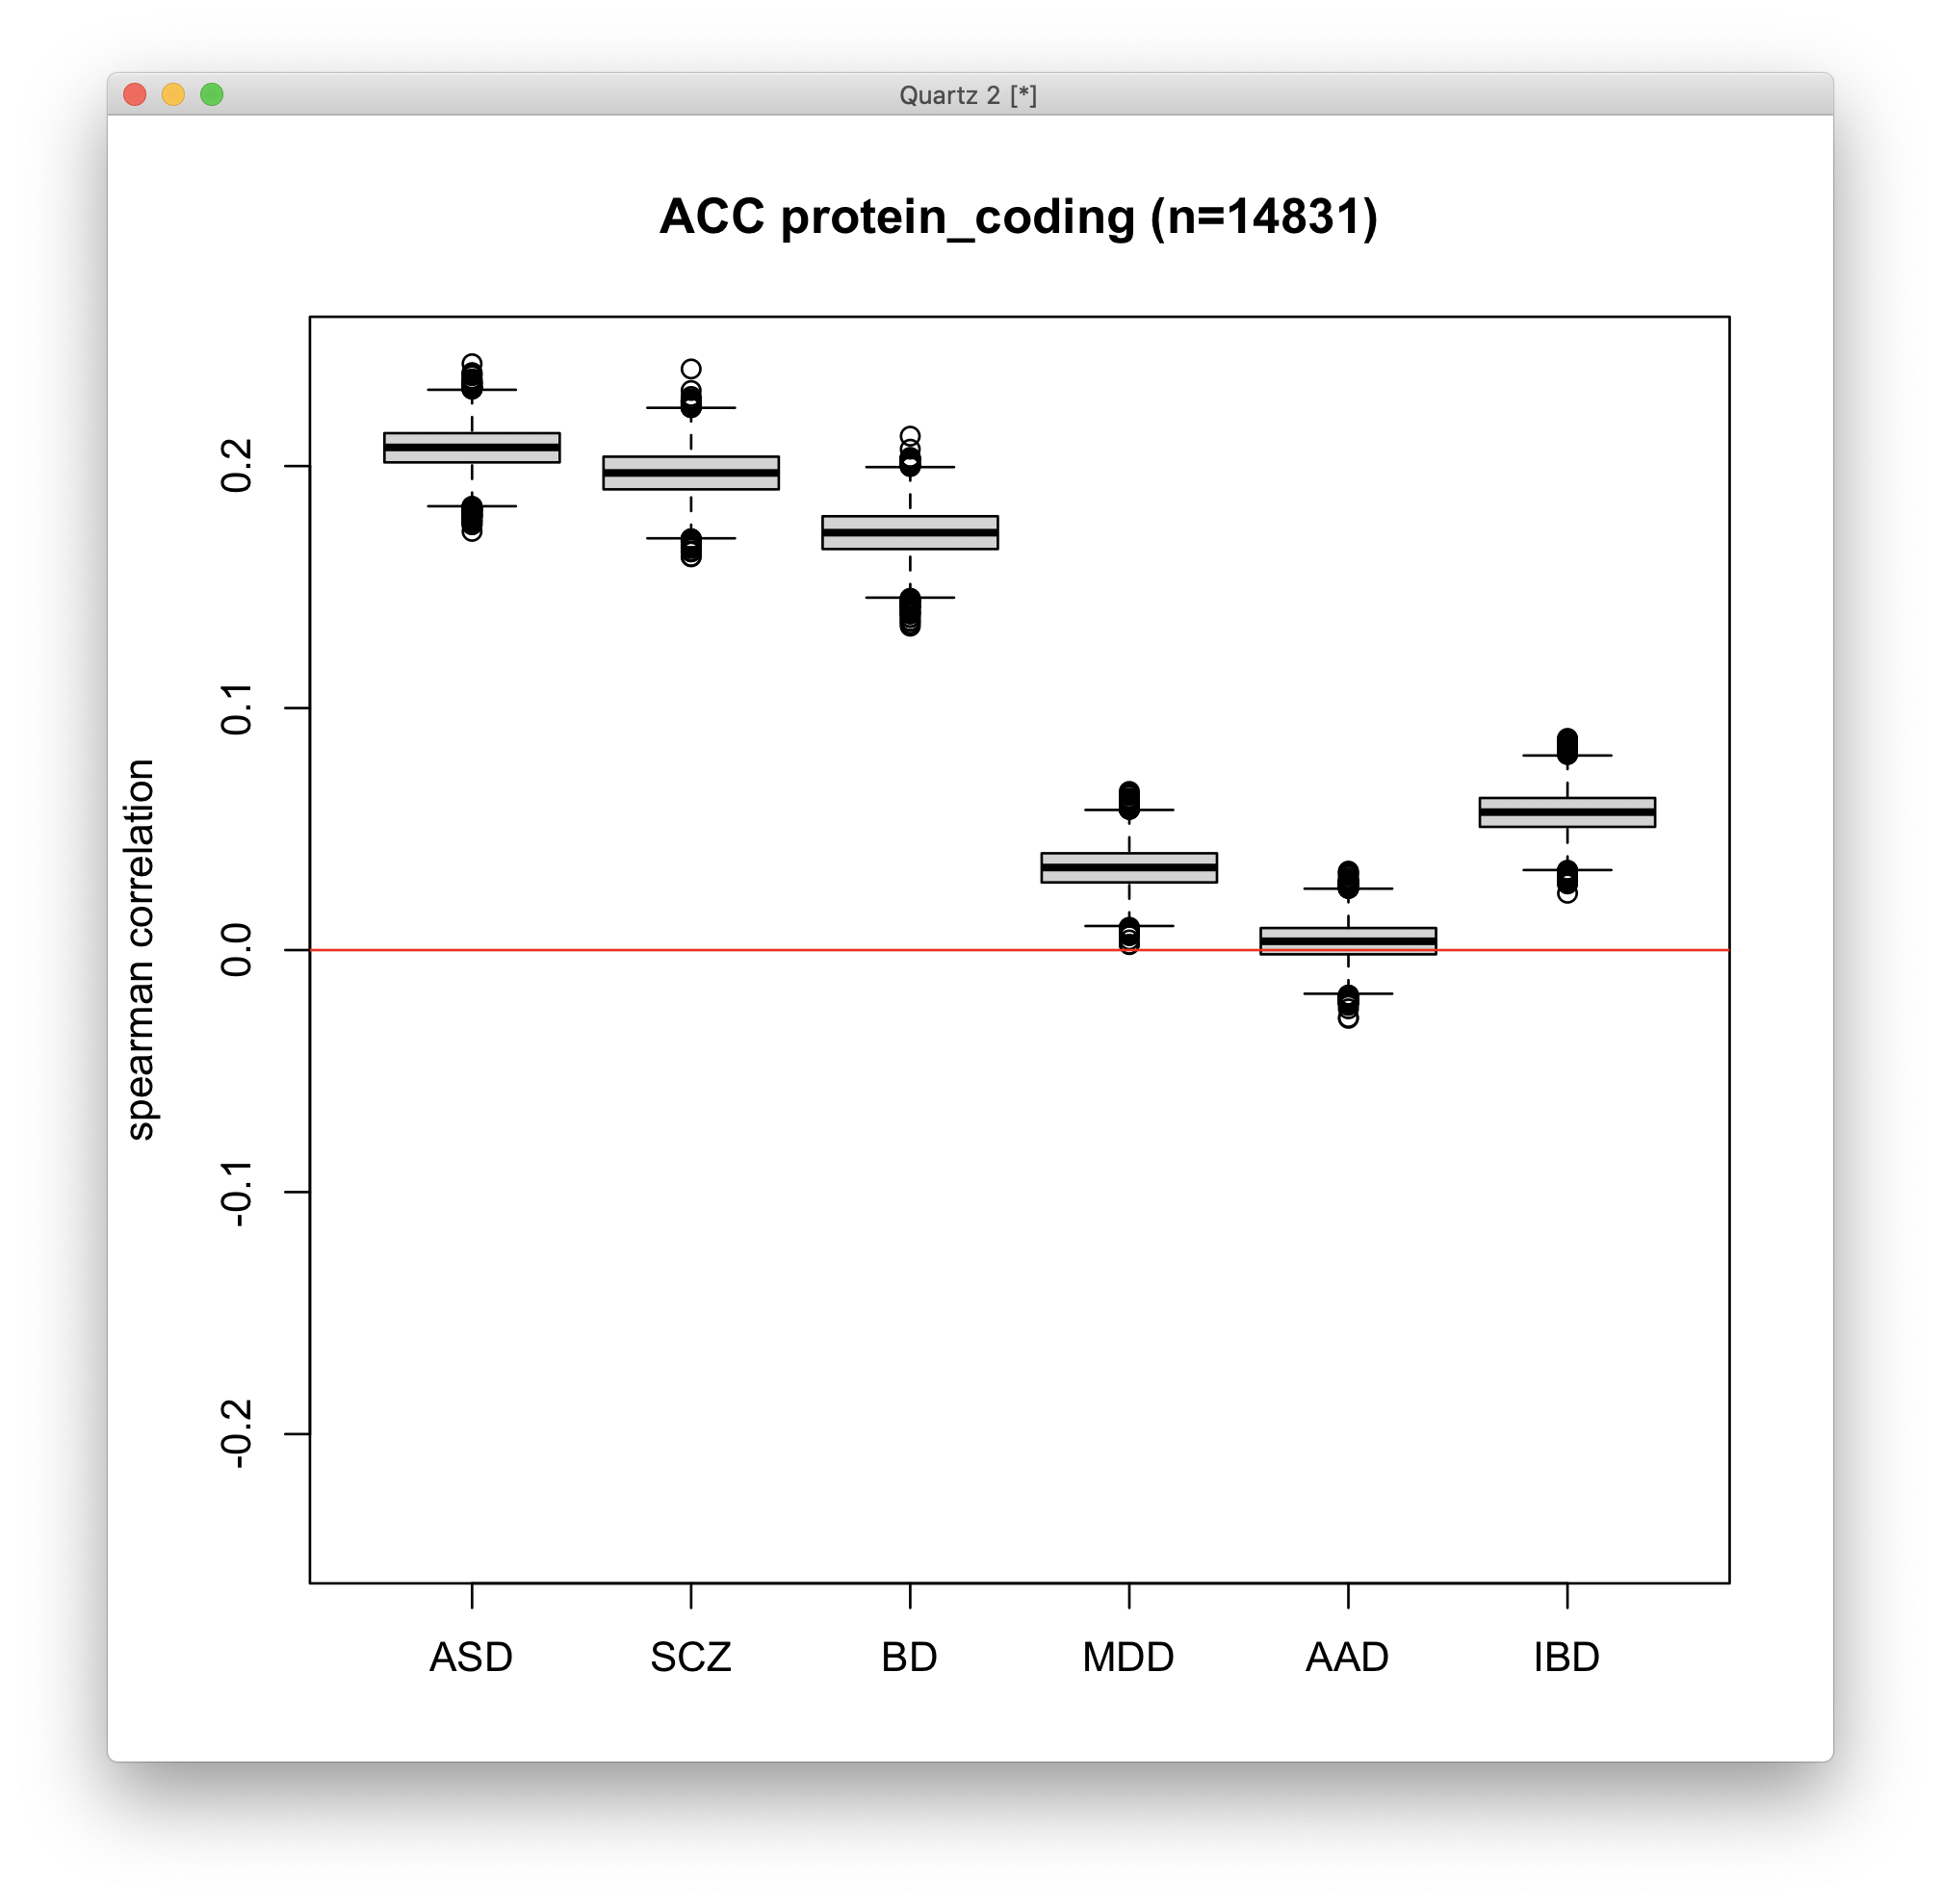 Quartz 2 [*]
ACC protein_coding (n=14831)
spearman correlation
0.2
0.1
0.0
-0.1
-0.2
ASD SCZ BD MDD AAD IBD